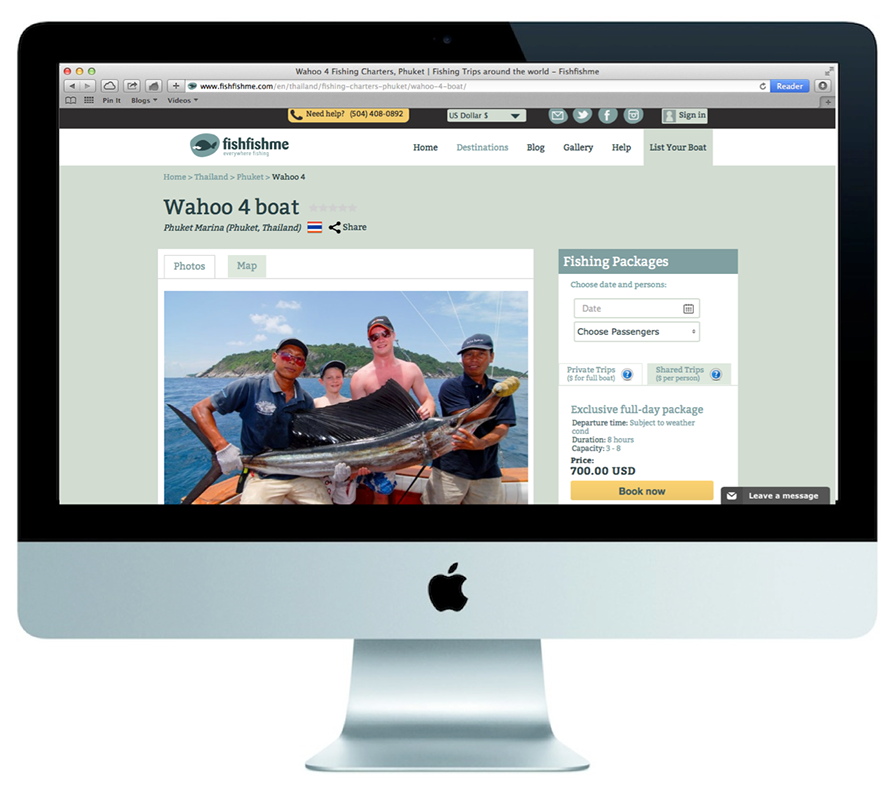 Wahoo 4 Fishing Charters, Phuket | Fishing Trips around the world – Fishfishme
www.fishfishme.com/en/thailand/fishing-charters-phuket/wahoo-4-boat/
Reader
Pin It Blogs Videos
Need help? (504) 408-0892
US Dollar $
Sign in
fishfishme
everywhere fishing
Home Destinations Blog Gallery Help List Your Boat
Home > Thailand > Phuket > Wahoo 4
Wahoo 4 boat
Phuket Marina (Phuket, Thailand) Share
Photos Map
Fishing Packages
Choose date and persons:
Date
Choose Passengers
Private Trips
($ for full boat)
Shared Trips
($ per person)
Exclusive full-day package
Departure time: Subject to weather
cond
Duration: 8 hours
Capacity: 3 - 8
Price:
700.00 USD
Book now
Leave a message